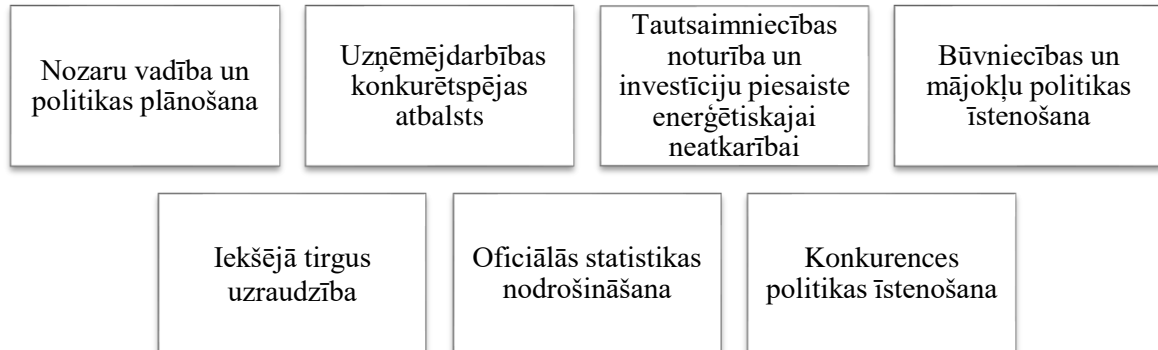 Nozaru vadība un
politikas plānošana
Uzņēmējdarbības
konkurētspējas
atbalsts
Tautsaimniecības
noturība un
investīciju piesaiste
enerģētiskajai
neatkarībai
Būvniecības un
mājokļu politikas
īstenošana
Iekšējā tirgus
uzraudzība
Oficiālās statistikas
nodrošināšana
Konkurences
politikas īstenošana